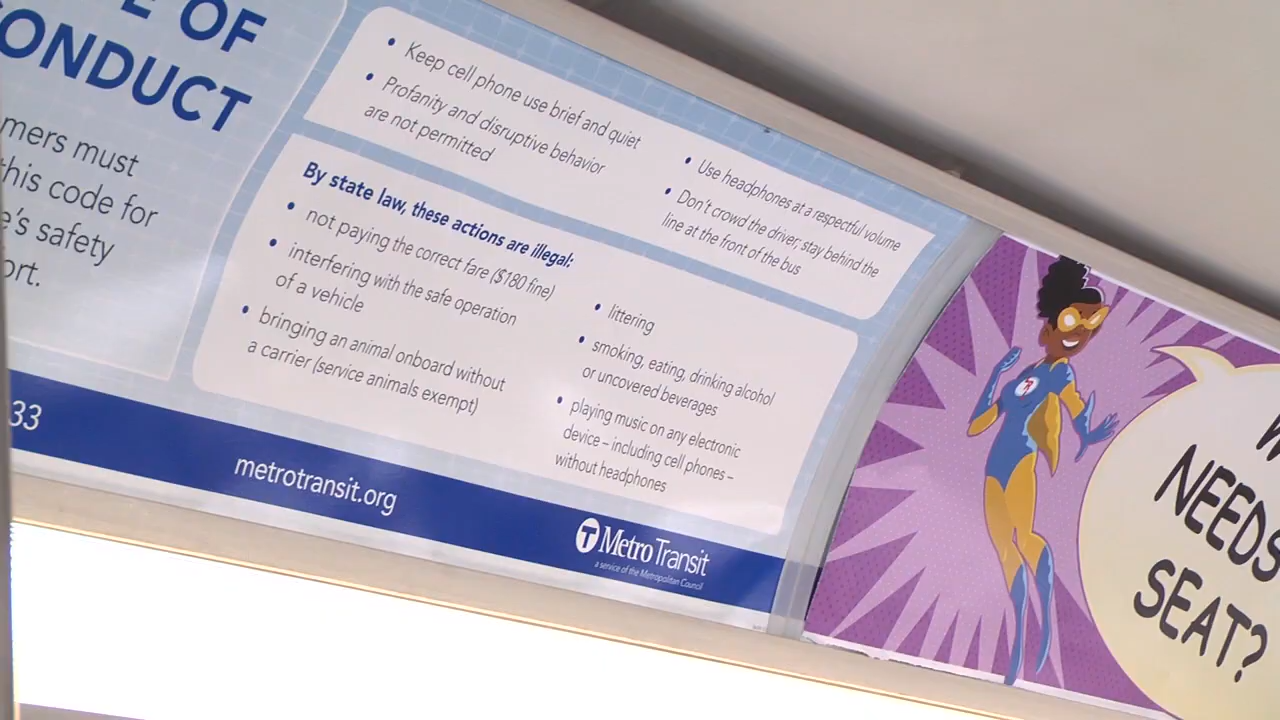 E OF
CONDUCT
mers must
this code for
e's safety
ort.
33
• Keep cell phone use brief and quiet
• Profanity and disruptive behavior
are not permitted
• Use headphones at a respectful volume
• Don't crowd the driver; stay behind the
line at the front of the bus
By state law, these actions are illegal:
• not paying the correct fare ($180 fine)
• interfering with the safe operation
of a vehicle
• bringing an animal onboard without
a carrier (service animals exempt)
• littering
• smoking, eating, drinking alcohol
or uncovered beverages
• playing music on any electronic
device – including cell phones –
without headphones
metrotransit.org
T Metro Transit
a service of the Metropolitan Council
W
NEEDS
SEAT?